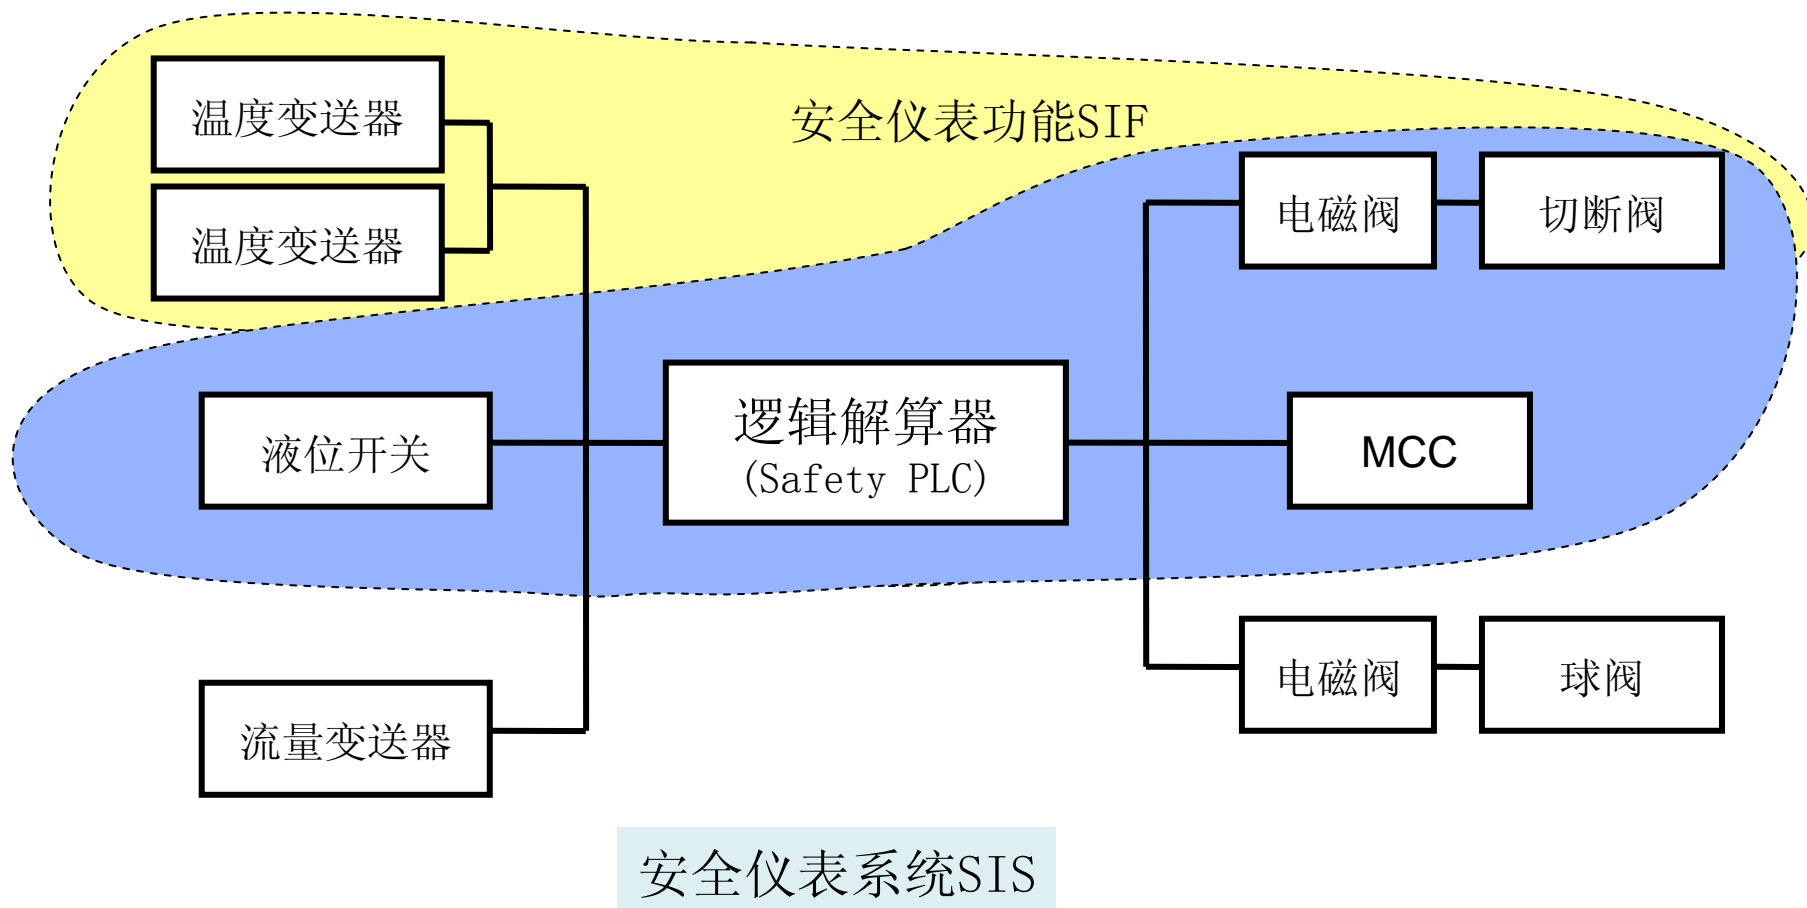 温度变送器
安全仪表功能SIF
温度变送器
电磁阀
切断阀
液位开关
逻辑解算器
(Safety PLC)
MCC
流量变送器
电磁阀
球阀
安全仪表系统SIS